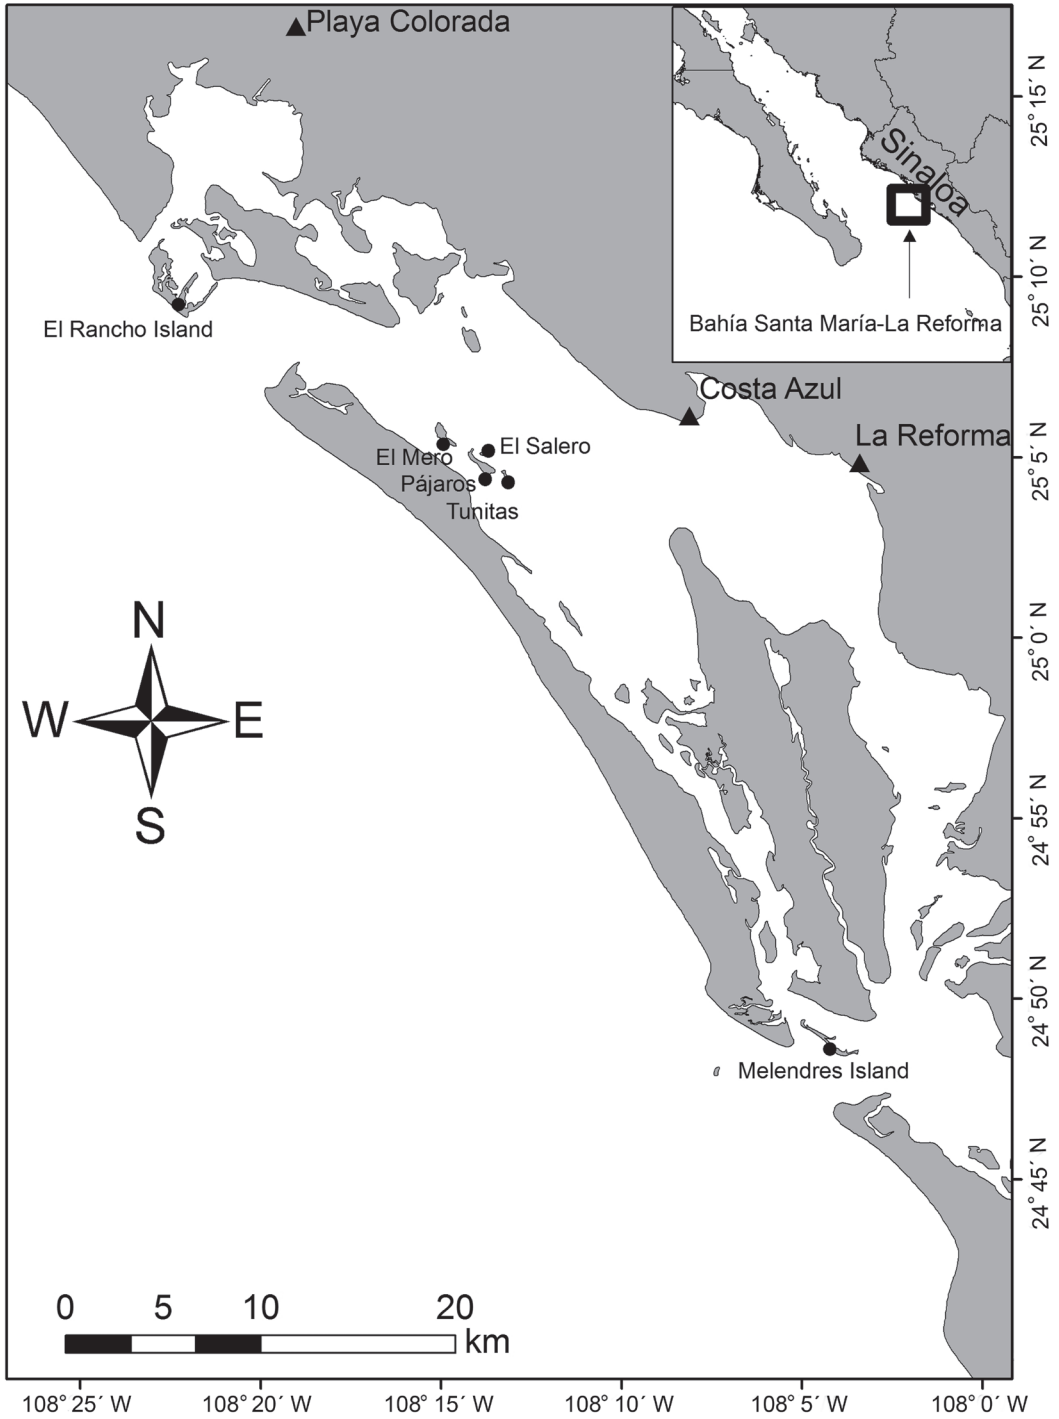 Playa Colorada
Sinaloa
Bahía Santa María-La Reforma
El Rancho Island
Costa Azul
La Reforma
El Salero
El Mero
Pájaros
Tunitas
N
W
E
S
Melendres Island
0 5 10 20
km
25° 15´ N
25° 10´ N
25° 5´ N
25° 0´ N
24° 55´ N
24° 50´ N
24° 45´ N
108° 25´ W 108° 20´ W 108° 15´ W 108° 10´ W 108° 5´ W 108° 0´ W